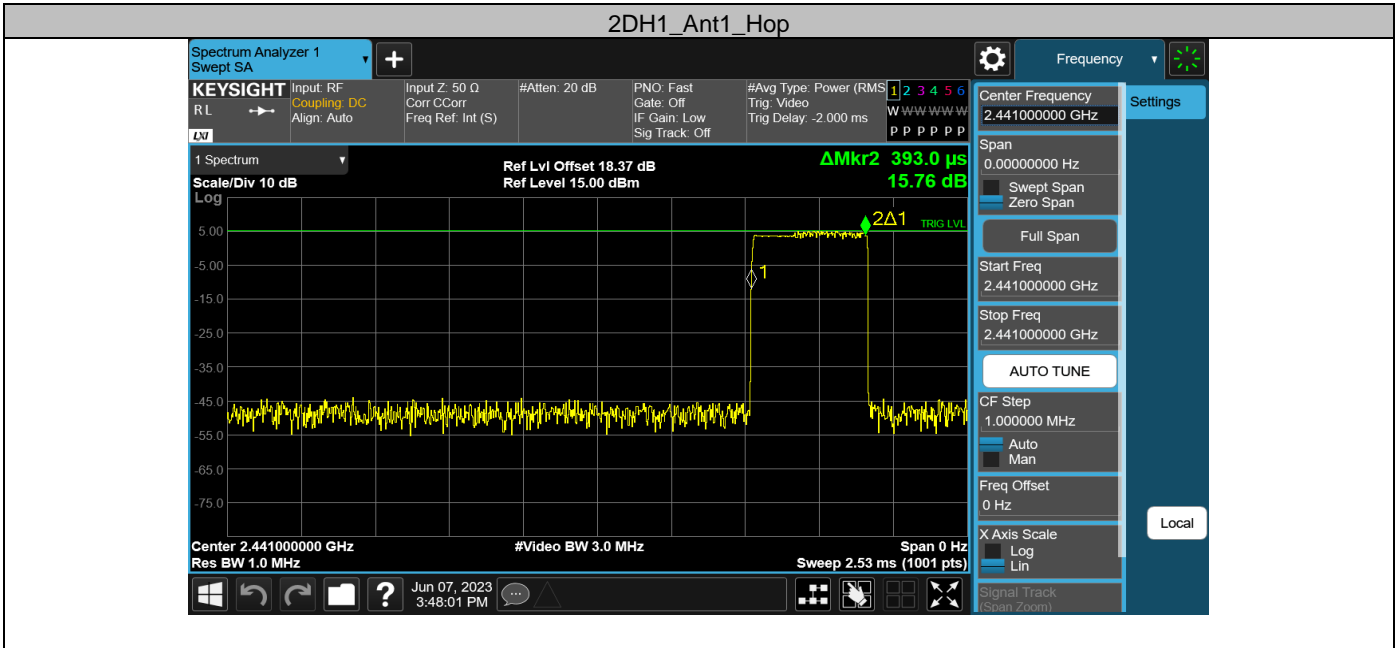 2DH1_Ant1_Hop
Spectrum Analyzer 1
Swept SA
Frequency
KEYSIGHT
R L
LXI
Input: RF
Coupling: DC
Align: Auto
Input Z: 50 Ω
Corr CCorr
Freq Ref: Int (S)
#Atten: 20 dB
PNO: Fast
Gate: Off
IF Gain: Low
Sig Track: Off
#Avg Type: Power (RMS
Trig: Video
Trig Delay: -2.000 ms
1 2 3 4 5 6
W W W W W W
P P P P P P
1 Spectrum
Scale/Div 10 dB
Log
Ref Lvl Offset 18.37 dB
Ref Level 15.00 dBm
ΔMkr2 393.0 µs
15.76 dB
5.00
-5.00
-15.0
-25.0
-35.0
-45.0
-55.0
-65.0
-75.0
2Δ1
TRIG LVL
1
Center 2.441000000 GHz
Res BW 1.0 MHz
#Video BW 3.0 MHz
Span 0 Hz
Sweep 2.53 ms (1001 pts)
Center Frequency
2.441000000 GHz
Span
0.00000000 Hz
Swept Span
Zero Span
Full Span
Start Freq
2.441000000 GHz
Stop Freq
2.441000000 GHz
AUTO TUNE
CF Step
1.000000 MHz
Auto
Man
Freq Offset
0 Hz
X Axis Scale
Log
Lin
Signal Track
(Span Zoom)
Settings
Local
?
Jun 07, 2023
3:48:01 PM